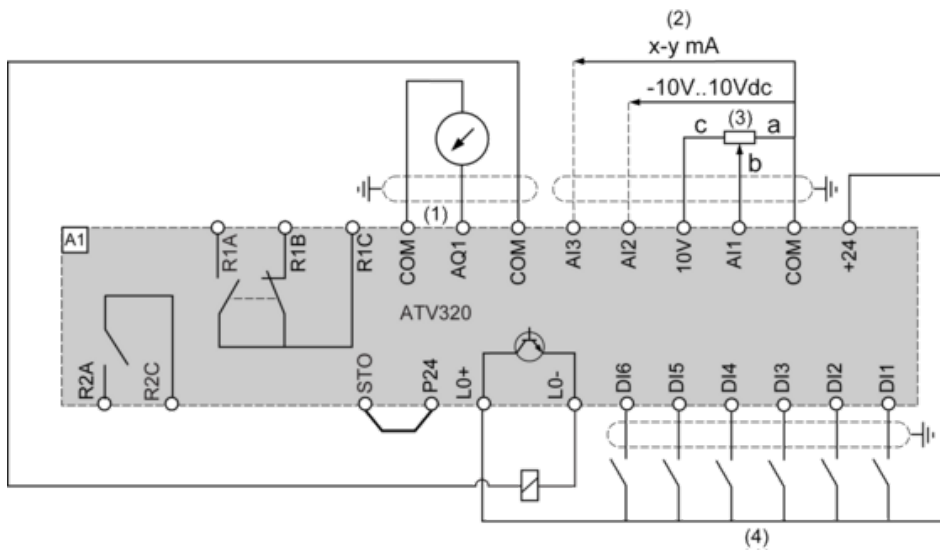 (2)
x-y mA
-10V..10Vdc
(3)
c
a
b
(1)
A1
R1A
R1B
R1C
COM
AQ1
COM
AI3
AI2
10V
AI1
COM
+24
ATV320
R2A
R2C
STO
P24
L0+
L0-
DI6
DI5
DI4
DI3
DI2
DI1
(4)